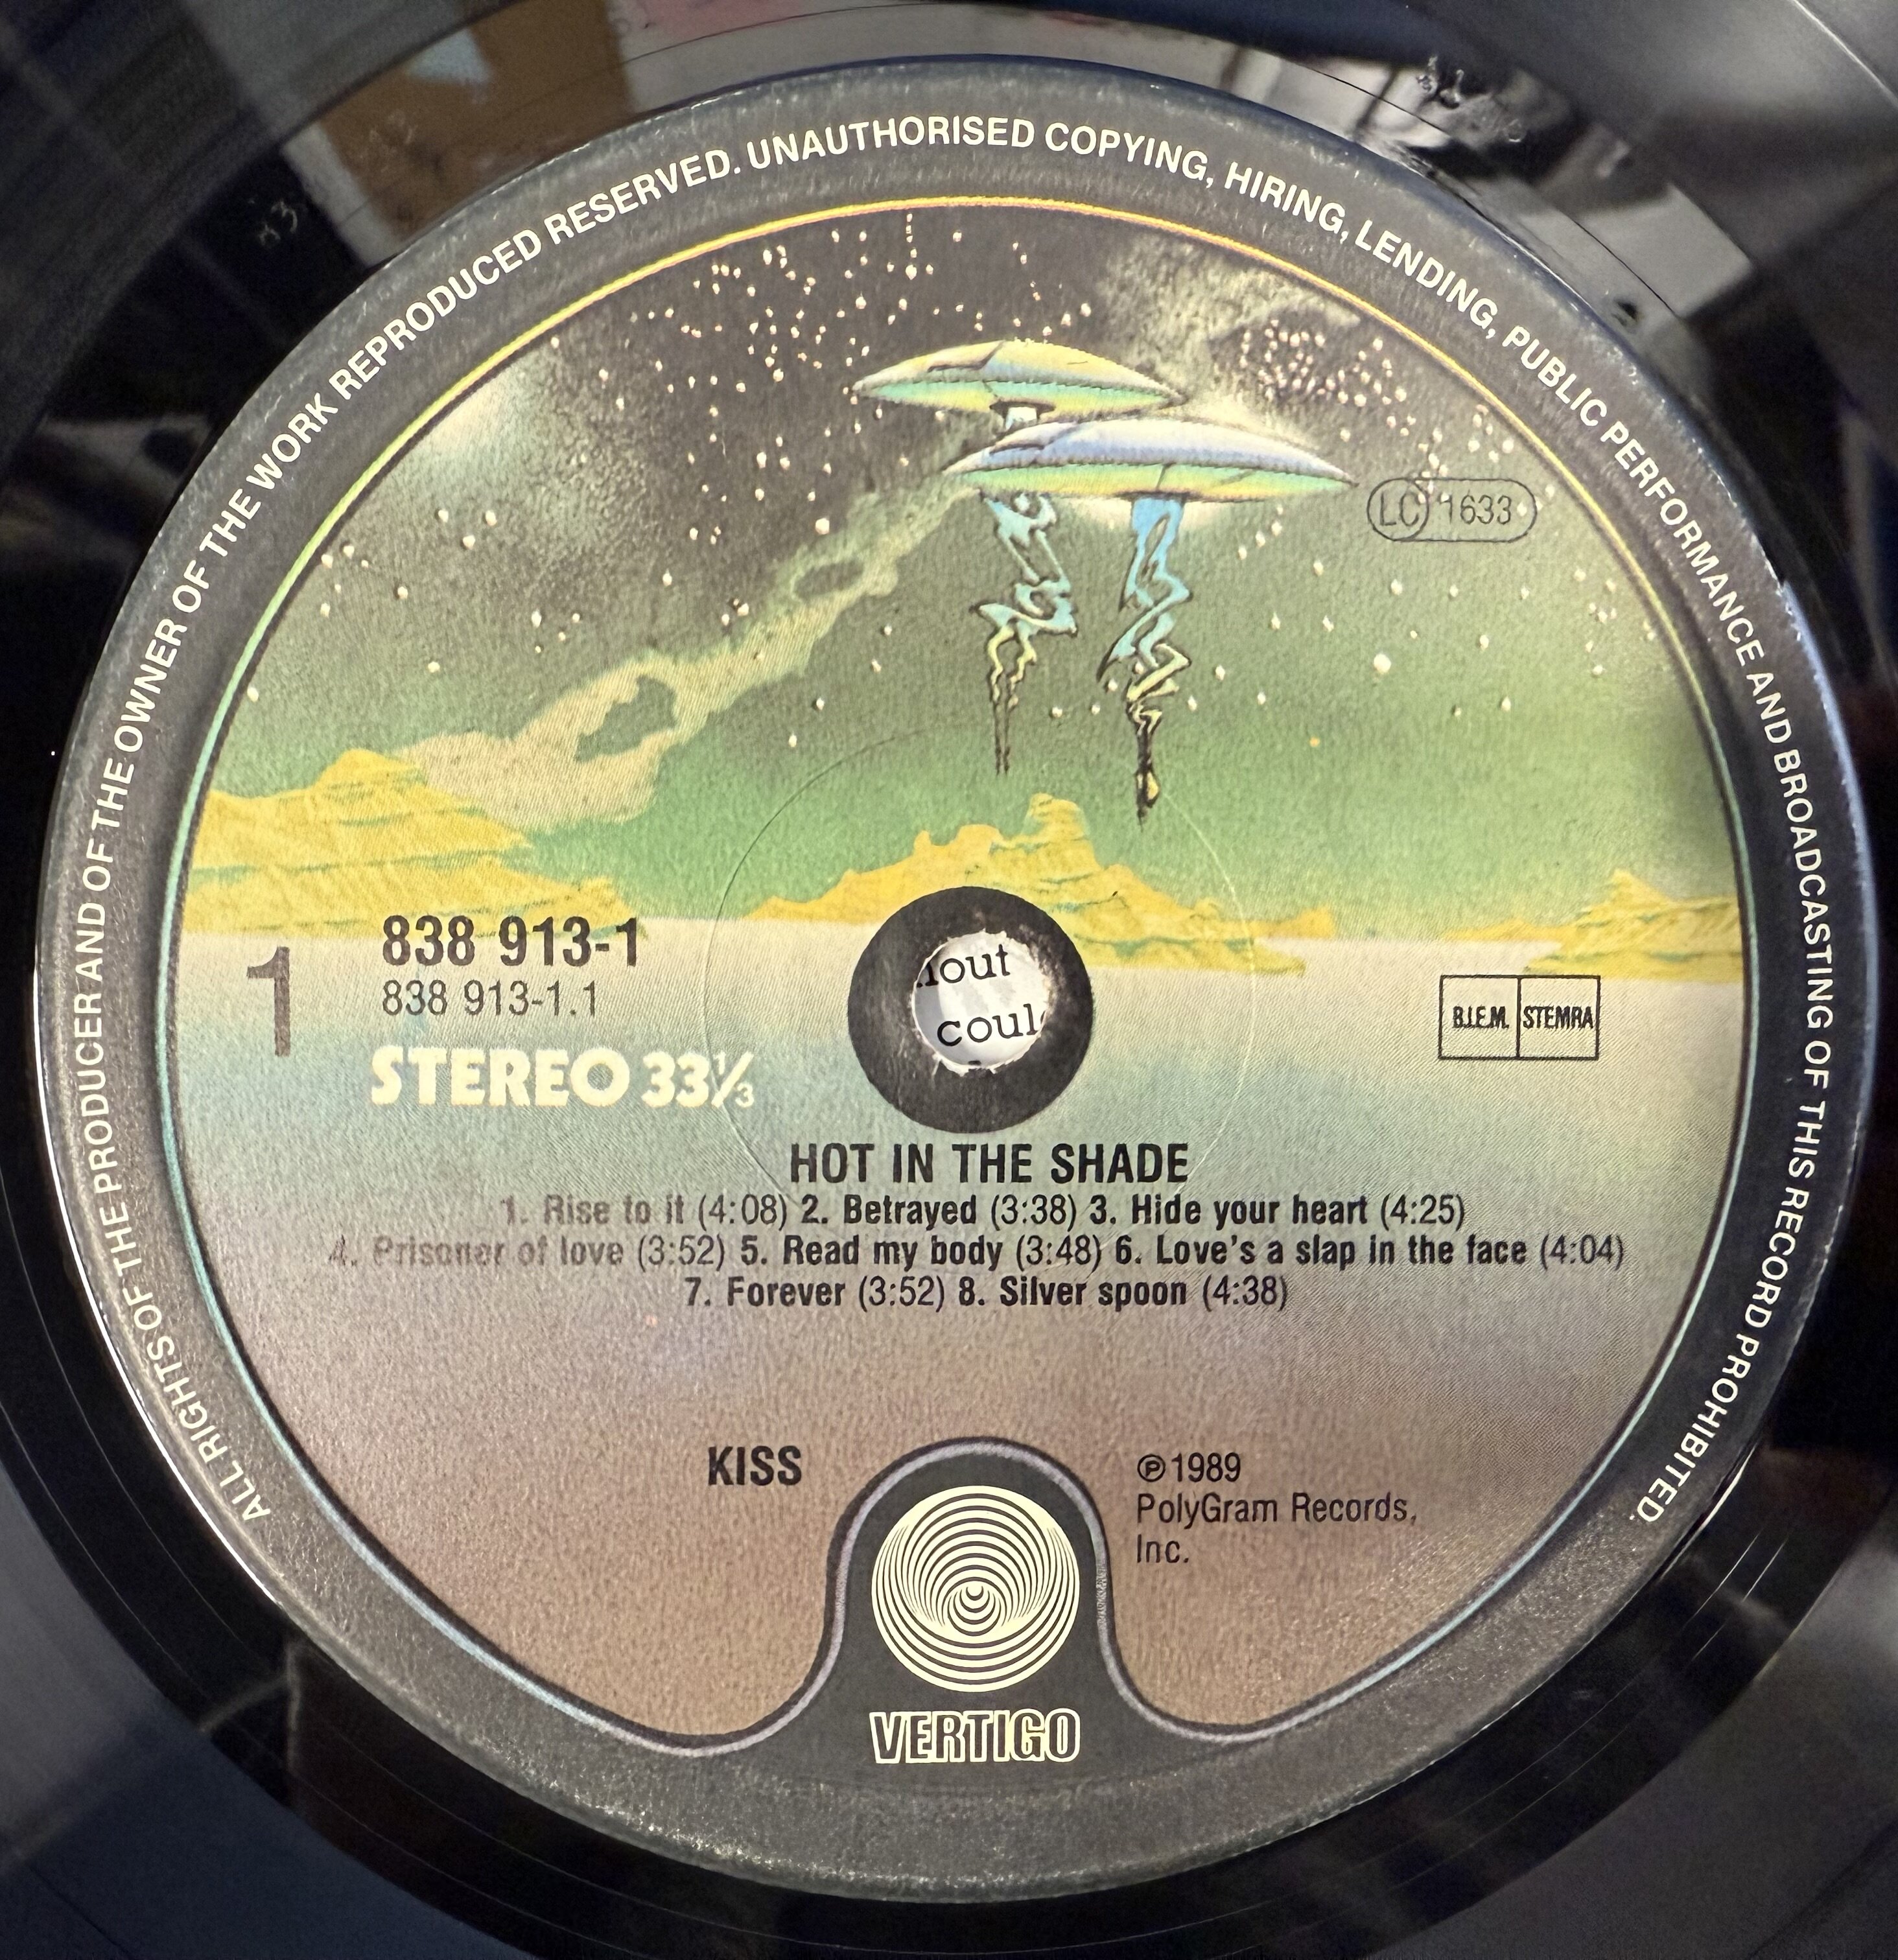 ALL RIGHTS OF THE PRODUCER AND OF THE OWNER OF THE WORK REPRODUCED RESERVED. UNAUTHORISED COPYING, HIRING, LENDING, PUBLIC PERFORMANCE AND BROADCASTING OF THIS RECORD PROHIBITED.
LC 1633
1
838 913-1
838 913-1.1
STEREO 33⅓
B.I.E.M. STEMRA
HOT IN THE SHADE
1. Rise to it (4:08) 2. Betrayed (3:38) 3. Hide your heart (4:25)
4. Prisoner of love (3:52) 5. Read my body (3:48) 6. Love's a slap in the face (4:04)
7. Forever (3:52) 8. Silver spoon (4:38)
KISS
℗1989
PolyGram Records,
Inc.
VERTIGO